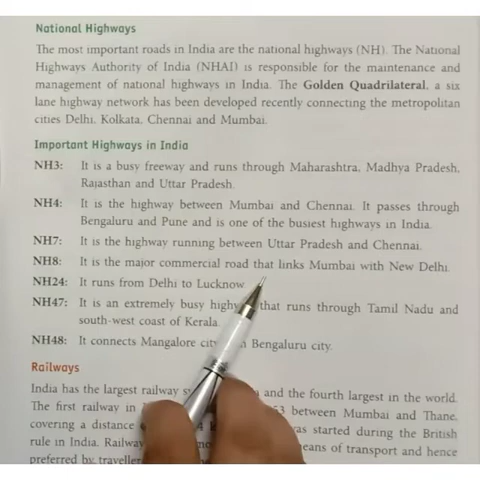 National Highways
The most important roads in India are the national highways (NH). The National
Highways Authority of India (NHAI) is responsible for the maintenance and
management of national highways in India. The Golden Quadrilateral, a six
lane highway network has been developed recently connecting the metropolitan
cities Delhi, Kolkata, Chennai and Mumbai.
Important Highways in India
NH3: It is a busy freeway and runs through Maharashtra, Madhya Pradesh,
Rajasthan and Uttar Pradesh.
NH4: It is the highway between Mumbai and Chennai. It passes through
Bengaluru and Pune and is one of the busiest highways in India.
NH7: It is the highway running between Uttar Pradesh and Chennai.
NH8: It is the major commercial road that links Mumbai with New Delhi.
NH24: It runs from Delhi to Lucknow
NH47: It is an extremely busy that runs through Tamil Nadu and
south-west coast of Kerala.
NH48: It connects Mangalore Bengaluru city.
Railways
India has the largest railway and the fourth largest in the world.
The first railway in between Mumbai and Thane,
covering a distance was started during the British
rule in India. means of transport and hence
preferred by